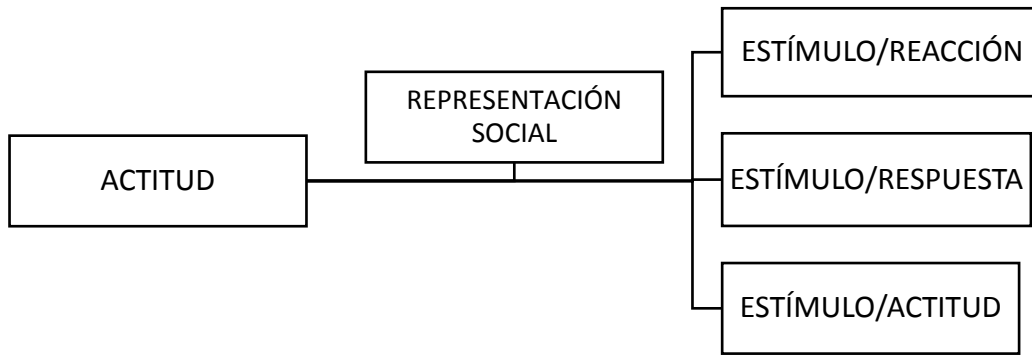 ACTITUD
REPRESENTACIÓN
SOCIAL
ESTÍMULO/REACCIÓN
ESTÍMULO/RESPUESTA
ESTÍMULO/ACTITUD